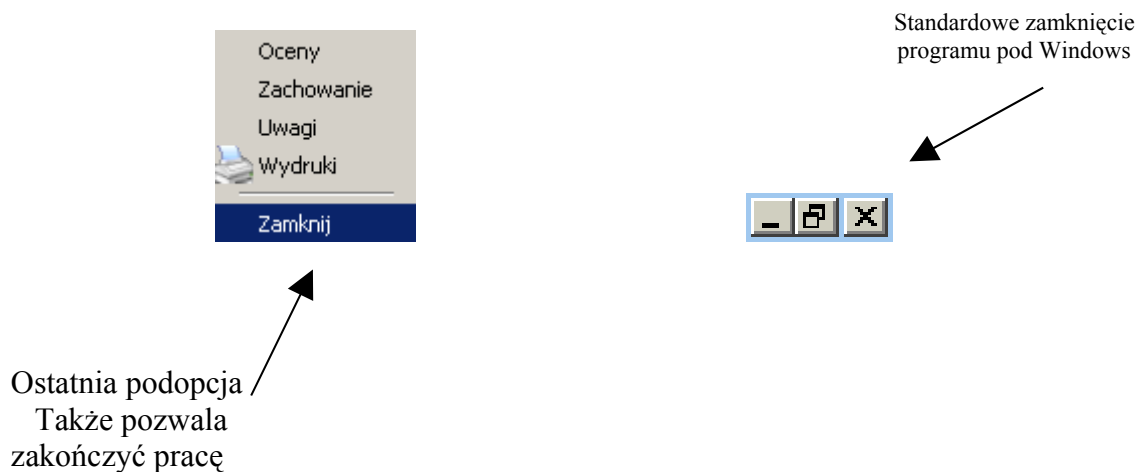 Standardowe zamknięcie
programu pod Windows
Oceny
Zachowanie
Uwagi
Wydruki
Zamknij
Ostatnia podopcja
Także pozwala
zakończyć pracę